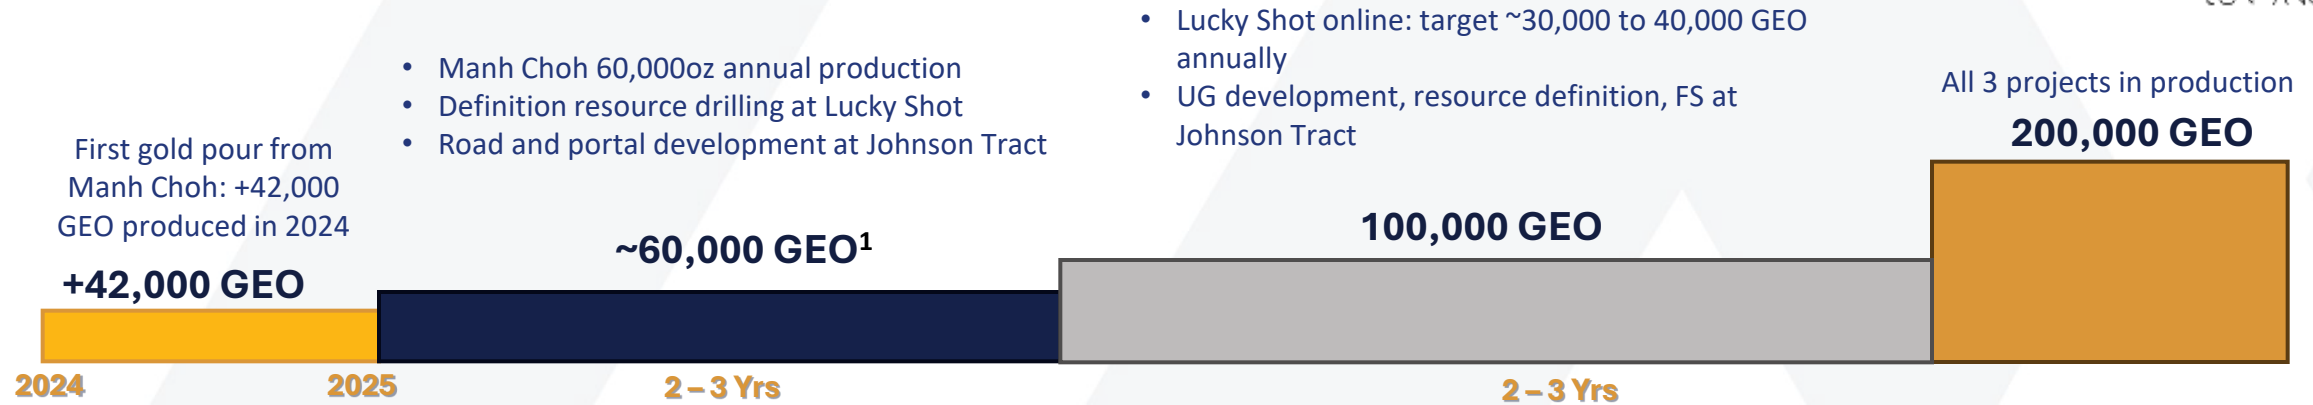 First gold pour from
Manh Choh: +42,000
GEO produced in 2024
+42,000 GEO
• Manh Choh 60,000oz annual production
• Definition resource drilling at Lucky Shot
• Road and portal development at Johnson Tract
~60,000 GEO¹
• Lucky Shot online: target ~30,000 to 40,000 GEO
annually
• UG development, resource definition, FS at
Johnson Tract
100,000 GEO
All 3 projects in production
200,000 GEO
2024
2025
2 – 3 Yrs
2 – 3 Yrs